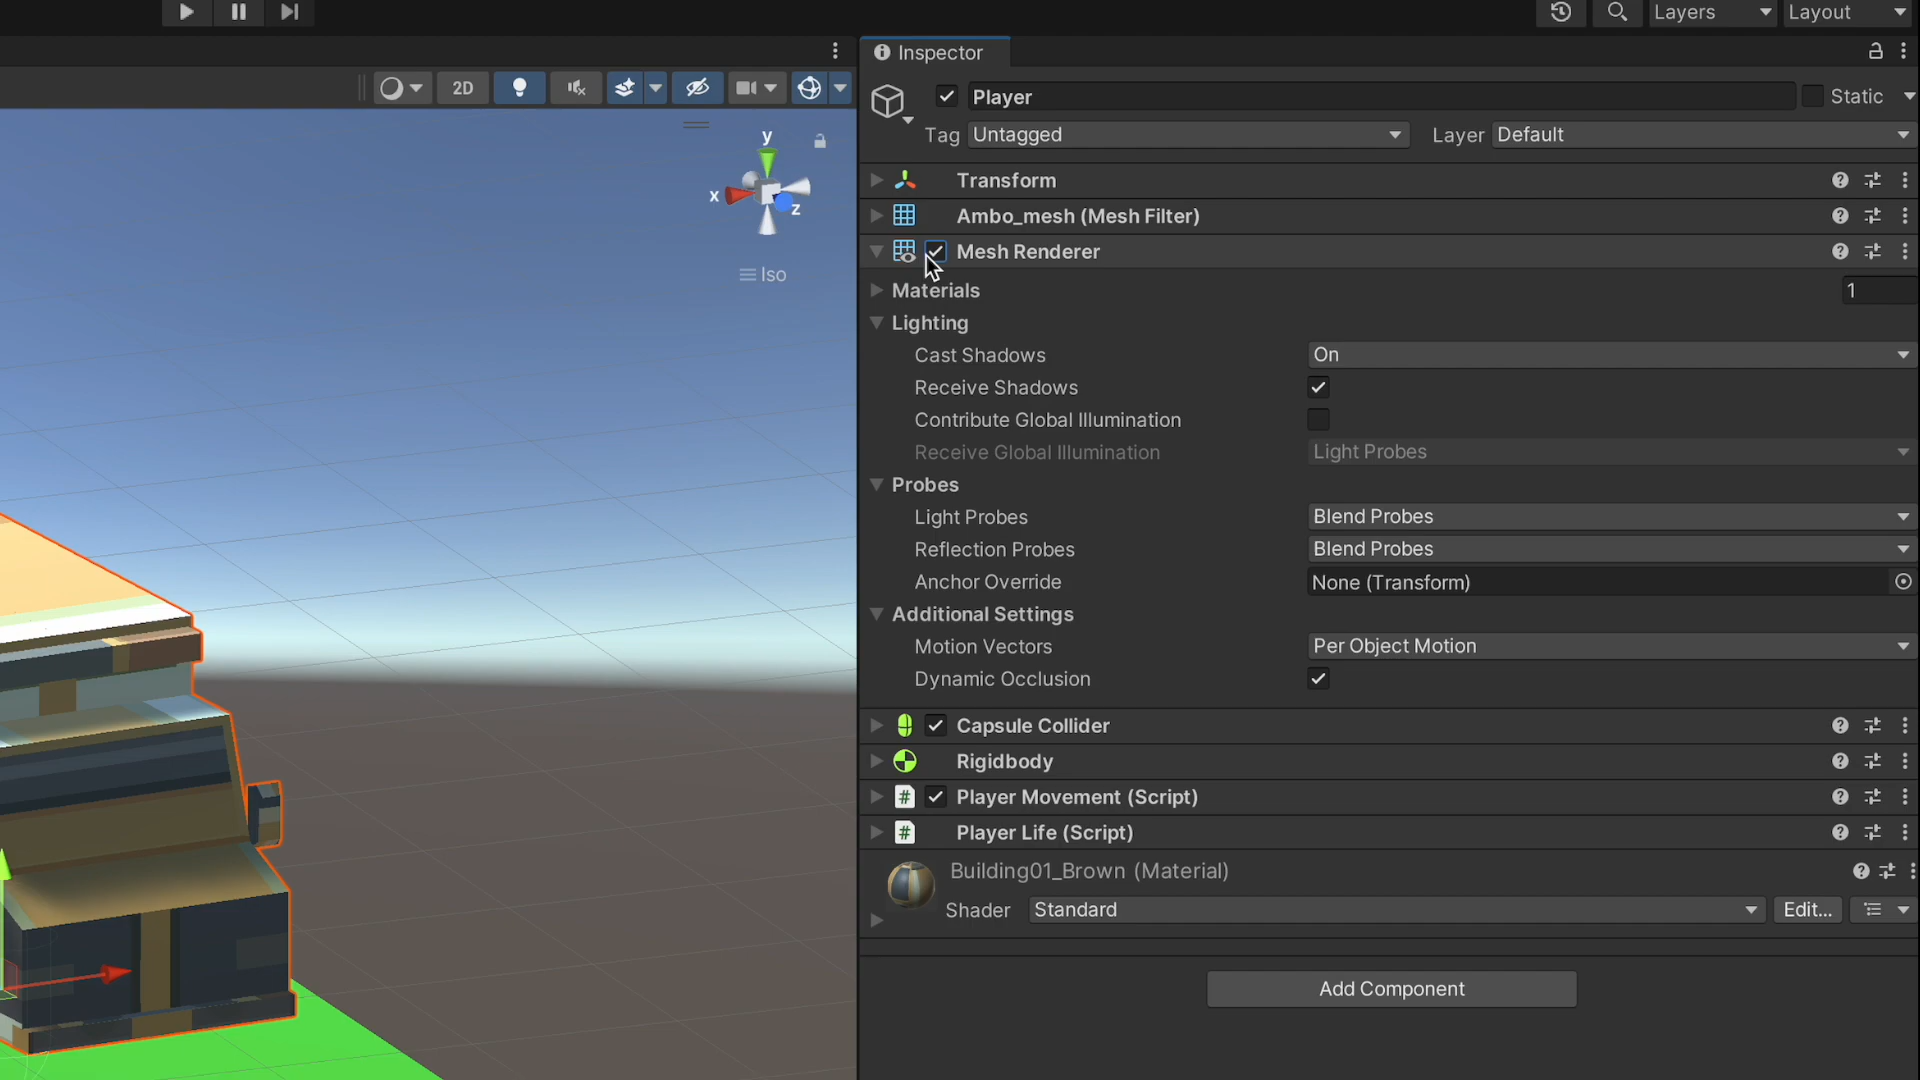 Layers
Layout
Inspector
2D
Player
Static
Tag Untagged
Layer Default
y
x
z
Iso
Transform
Ambo_mesh (Mesh Filter)
Mesh Renderer
Materials
1
Lighting
Cast Shadows
On
Receive Shadows
Contribute Global Illumination
Receive Global Illumination
Light Probes
Probes
Light Probes
Blend Probes
Reflection Probes
Blend Probes
Anchor Override
None (Transform)
Additional Settings
Motion Vectors
Per Object Motion
Dynamic Occlusion
Capsule Collider
Rigidbody
# Player Movement (Script)
# Player Life (Script)
Building01_Brown (Material)
Shader Standard
Edit...
Add Component